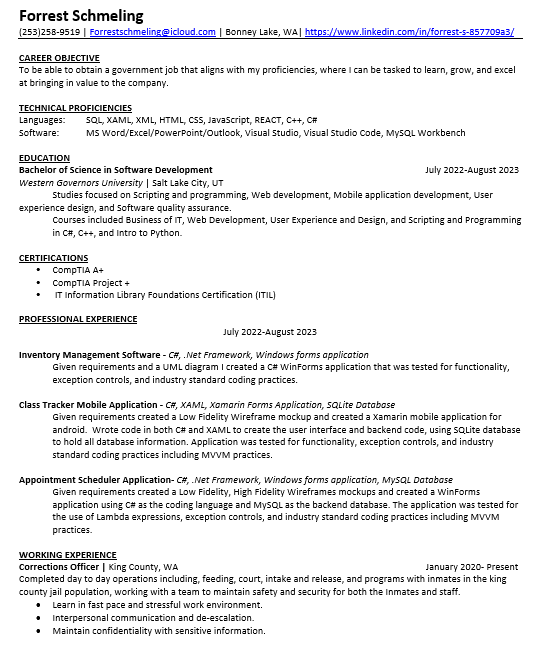 Forrest Schmeling
(253)258-9519 | Forrestschmeling@icloud.com | Bonney Lake, WA| https://www.linkedin.com/in/forrest-s-857709a3/
CAREER OBJECTIVE
To be able to obtain a government job that aligns with my proficiencies, where I can be tasked to learn, grow, and excel
at bringing in value to the company.
TECHNICAL PROFICIENCIES
Languages: SQL, XAML, XML, HTML, CSS, JavaScript, REACT, C++, C#
Software: MS Word/Excel/PowerPoint/Outlook, Visual Studio, Visual Studio Code, MySQL Workbench
EDUCATION
Bachelor of Science in Software Development July 2022-August 2023
Western Governors University | Salt Lake City, UT
Studies focused on Scripting and programming, Web development, Mobile application development, User
experience design, and Software quality assurance.
Courses included Business of IT, Web Development, User Experience and Design, and Scripting and Programming
in C#, C++, and Intro to Python.
CERTIFICATIONS
• CompTIA A+
• CompTIA Project +
• IT Information Library Foundations Certification (ITIL)
PROFESSIONAL EXPERIENCE
July 2022-August 2023
Inventory Management Software - C#, .Net Framework, Windows forms application
Given requirements and a UML diagram I created a C# WinForms application that was tested for functionality,
exception controls, and industry standard coding practices.
Class Tracker Mobile Application - C#, XAML, Xamarin Forms Application, SQLite Database
Given requirements created a Low Fidelity Wireframe mockup and created a Xamarin mobile application for
android. Wrote code in both C# and XAML to create the user interface and backend code, using SQLite database
to hold all database information. Application was tested for functionality, exception controls, and industry
standard coding practices including MVVM practices.
Appointment Scheduler Application- C#, .Net Framework, Windows forms application, MySQL Database
Given requirements created a Low Fidelity, High Fidelity Wireframes mockups and created a WinForms
application using C# as the coding language and MySQL as the backend database. The application was tested for
the use of Lambda expressions, exception controls, and industry standard coding practices including MVVM
practices.
WORKING EXPERIENCE
Corrections Officer | King County, WA January 2020- Present
Completed day to day operations including, feeding, court, intake and release, and programs with inmates in the king
county jail population, working with a team to maintain safety and security for both the Inmates and staff.
• Learn in fast pace and stressful work environment.
• Interpersonal communication and de-escalation.
• Maintain confidentiality with sensitive information.